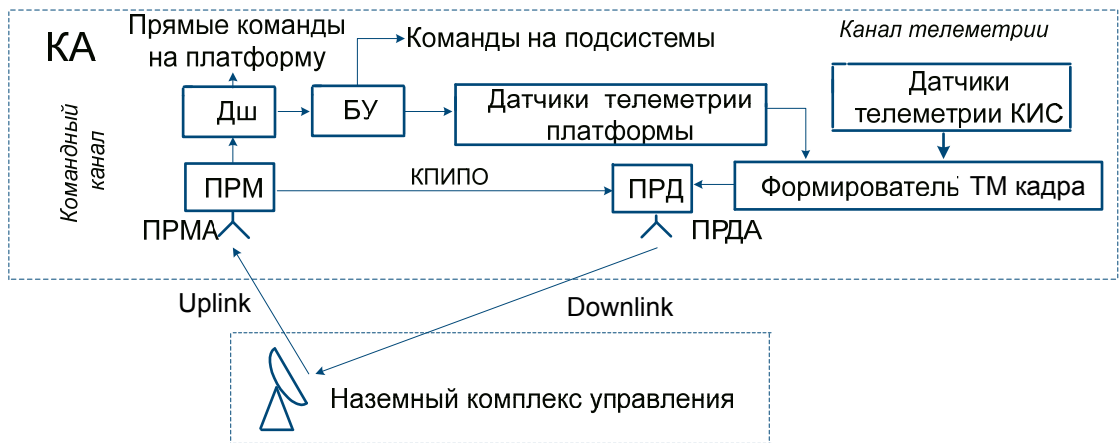 Прямые команды
на платформу
КА
Команды на подсистемы
Канал телеметрии
Командный
канал
Дш
БУ
Датчики телеметрии
платформы
Датчики
телеметрии КИС
ПРМ
КПИПО
ПРД
Формирователь ТМ кадра
ПРМА
ПРДА
Uplink
Downlink
Наземный комплекс управления